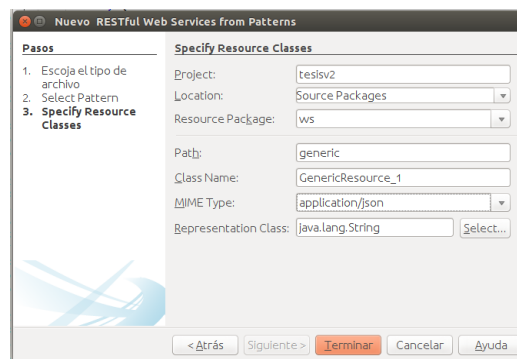 Nuevo RESTful Web Services from Patterns
Pasos
1. Escoja el tipo de
archivo
2. Select Pattern
3. Specify Resource
Classes
Specify Resource Classes
Project: tesisv2
Location: Source Packages
Resource Package: ws
Path: generic
Class Name: GenericResource_1
MIME Type: application/json
Representation Class: java.lang.String Select...
< Atrás Siguiente > Terminar Cancelar Ayuda